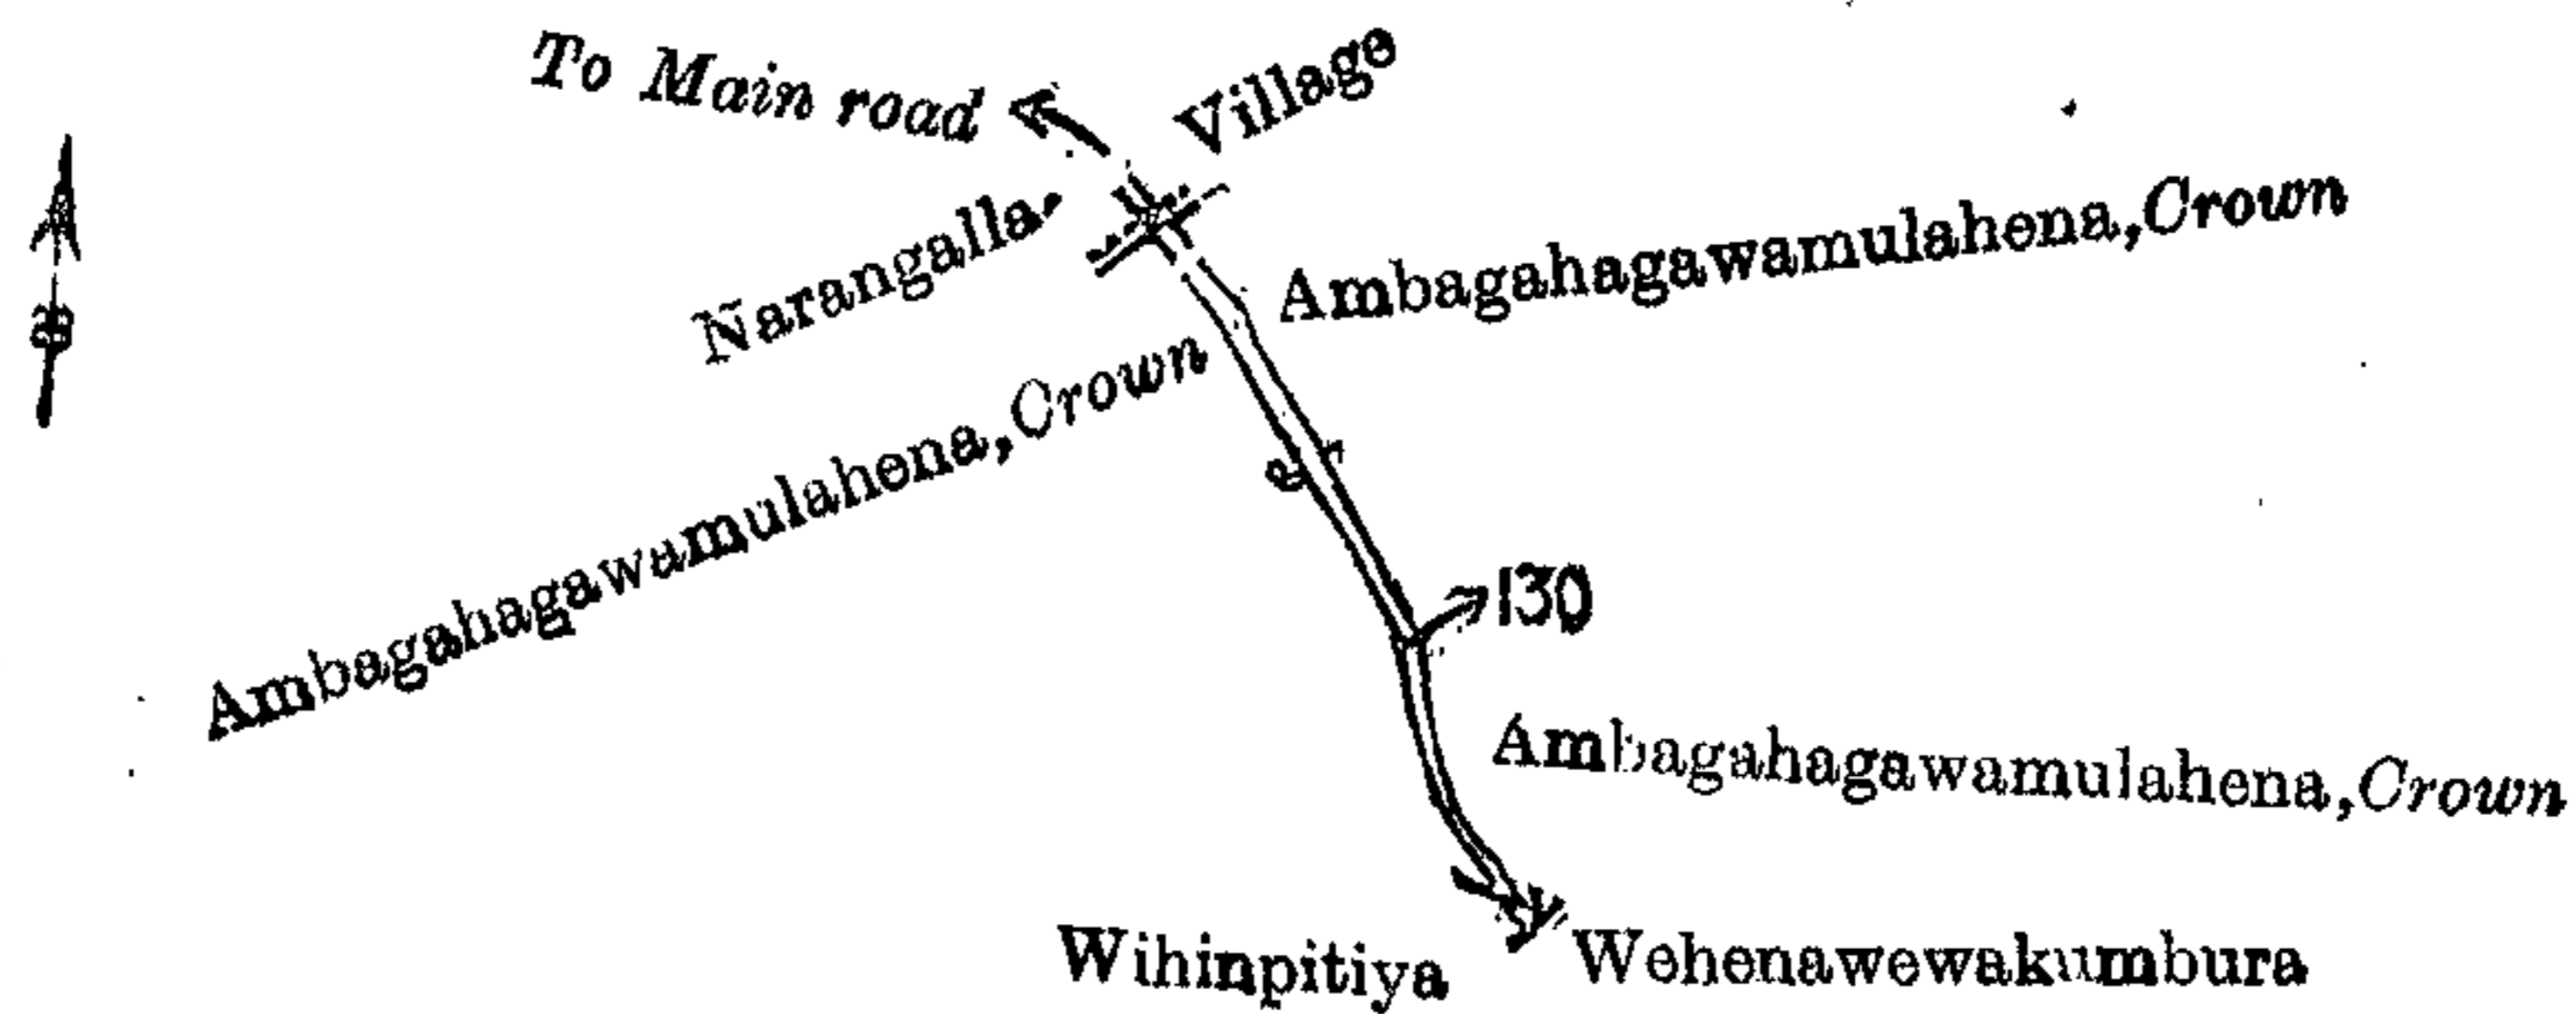 To Main road
Narangalla Village
Ambagahagawamulahena, Crown
Ambagahagawamulahena, Crown
130
Ambagahagawamulahena, Crown
Wihinpitiya
Wehenawewakumbura